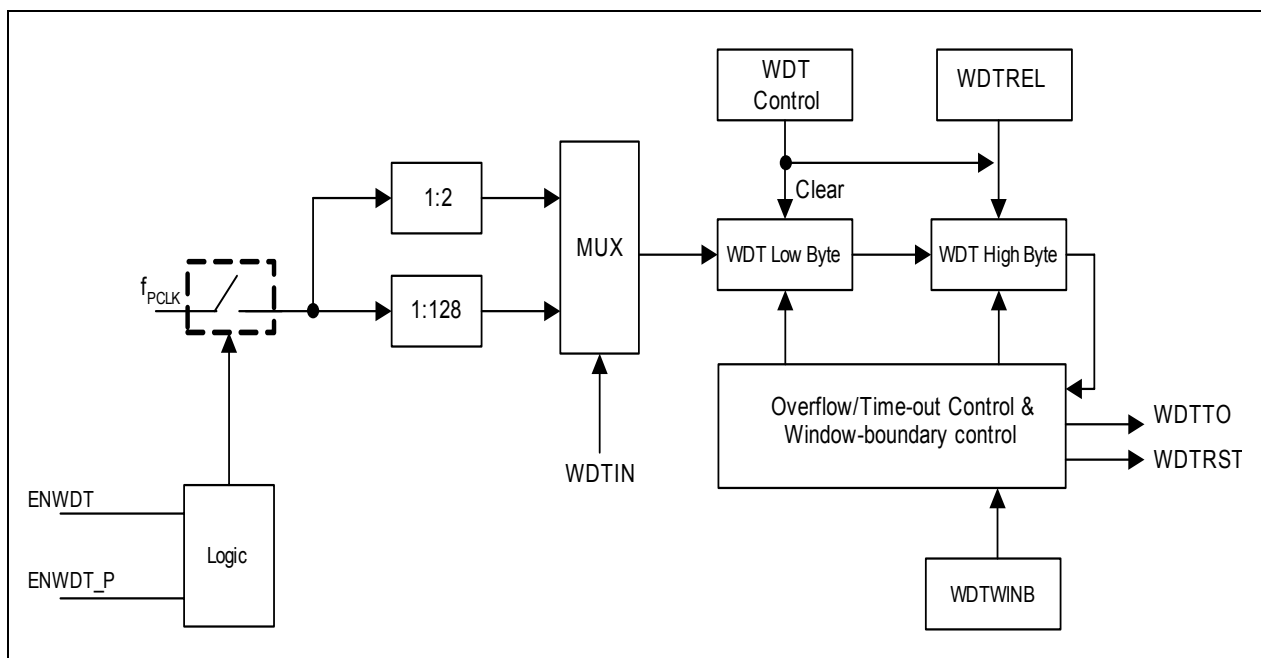 WDT
Control
WDTREL
1:2
Clear
MUX
WDT Low Byte
WDT High Byte
fPCLK
1:128
Overflow/Time-out Control &
Window-boundary control
WDTTO
WDTIN
WDTRST
ENWDT
Logic
ENWDT_P
WDTWINB